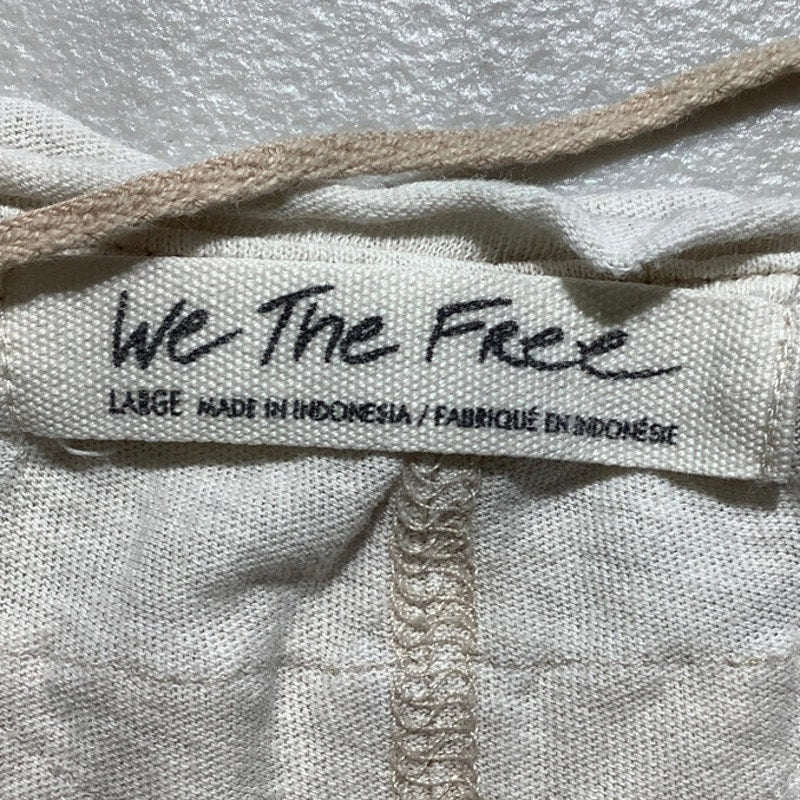 We The Free
LARGE MADE IN INDONESIA / FABRIQUÉ EN INDONÉSIE